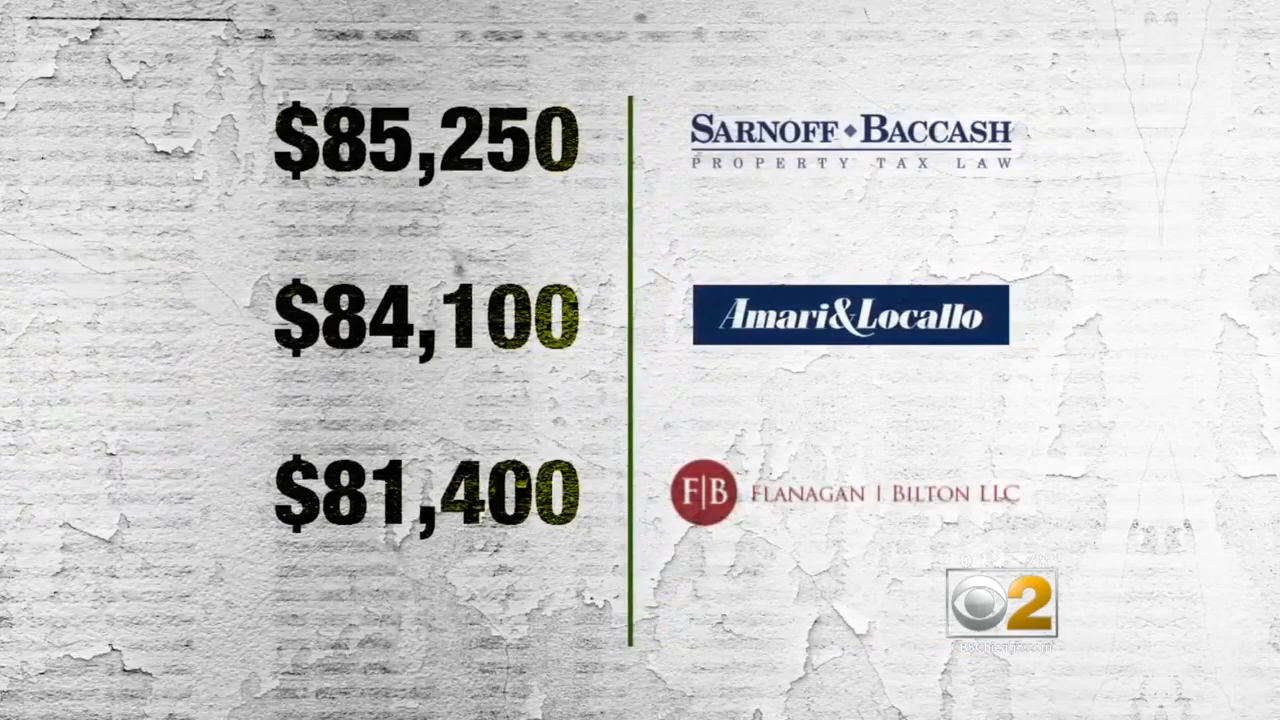 $85,250
SARNOFF BACCASH
PROPERTY TAX LAW
$84,100
Amari&Locallo
$81,400
F|B FLANAGAN | BILTON LLC
2